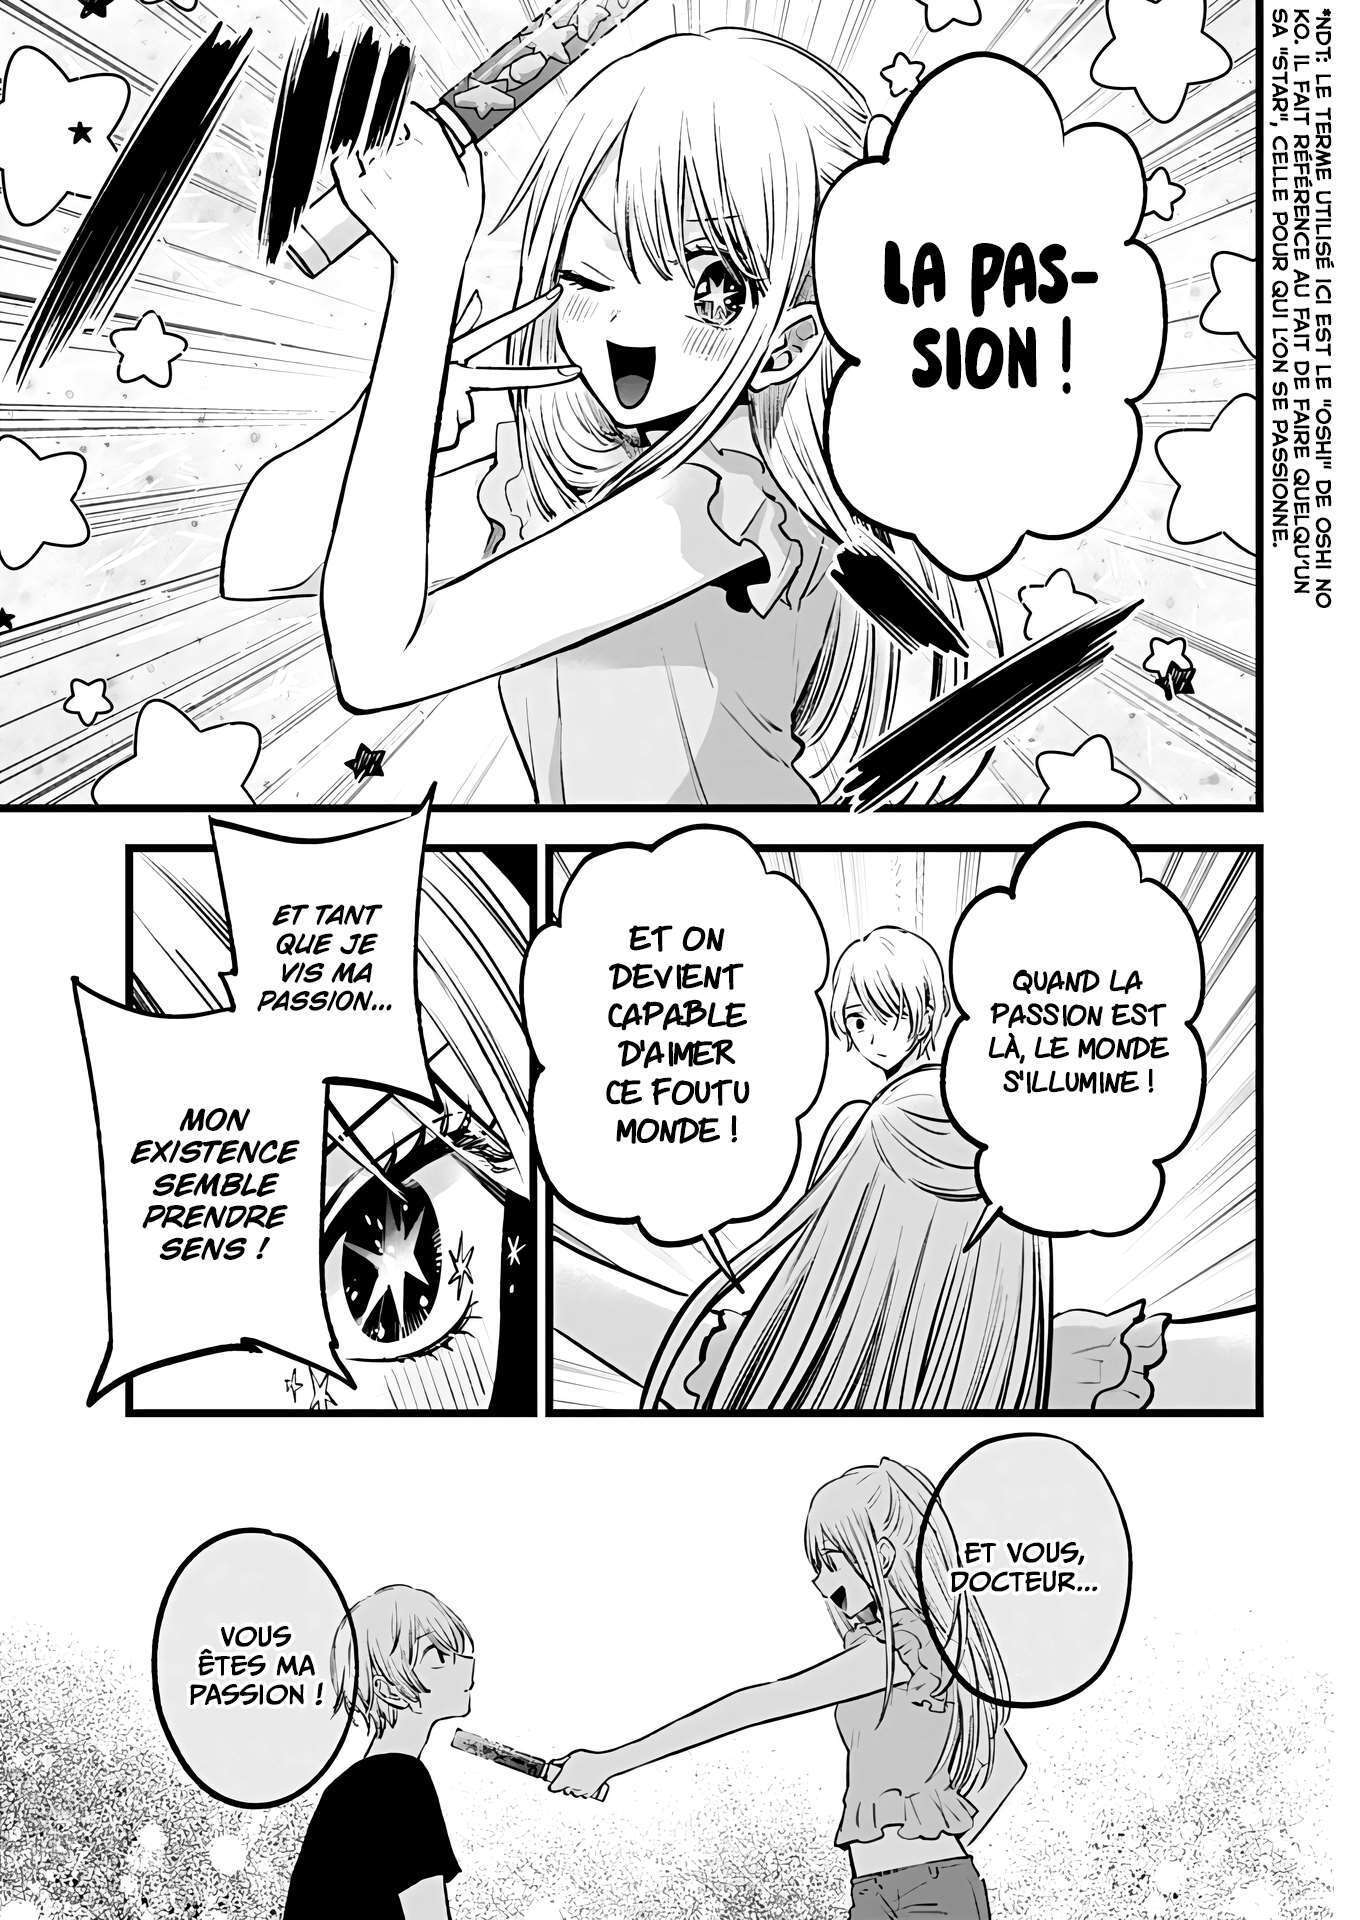 *NDT: LE TERME UTILISÉ ICI EST LE "OSHI" DE OSHI NO
KO. IL FAIT RÉFÉRENCE AU FAIT DE FAIRE QUELQU'UN
SA "STAR", CELLE POUR QUI L'ON SE PASSIONNE.
LA PAS-
SION !
QUAND LA
PASSION EST
LÀ, LE MONDE
S'ILLUMINE !
ET ON
DEVIENT
CAPABLE
D'AIMER
CE FOUTU
MONDE !
ET TANT
QUE JE
VIS MA
PASSION...
MON
EXISTENCE
SEMBLE
PRENDRE
SENS !
ET VOUS,
DOCTEUR...
VOUS
ÊTES MA
PASSION !